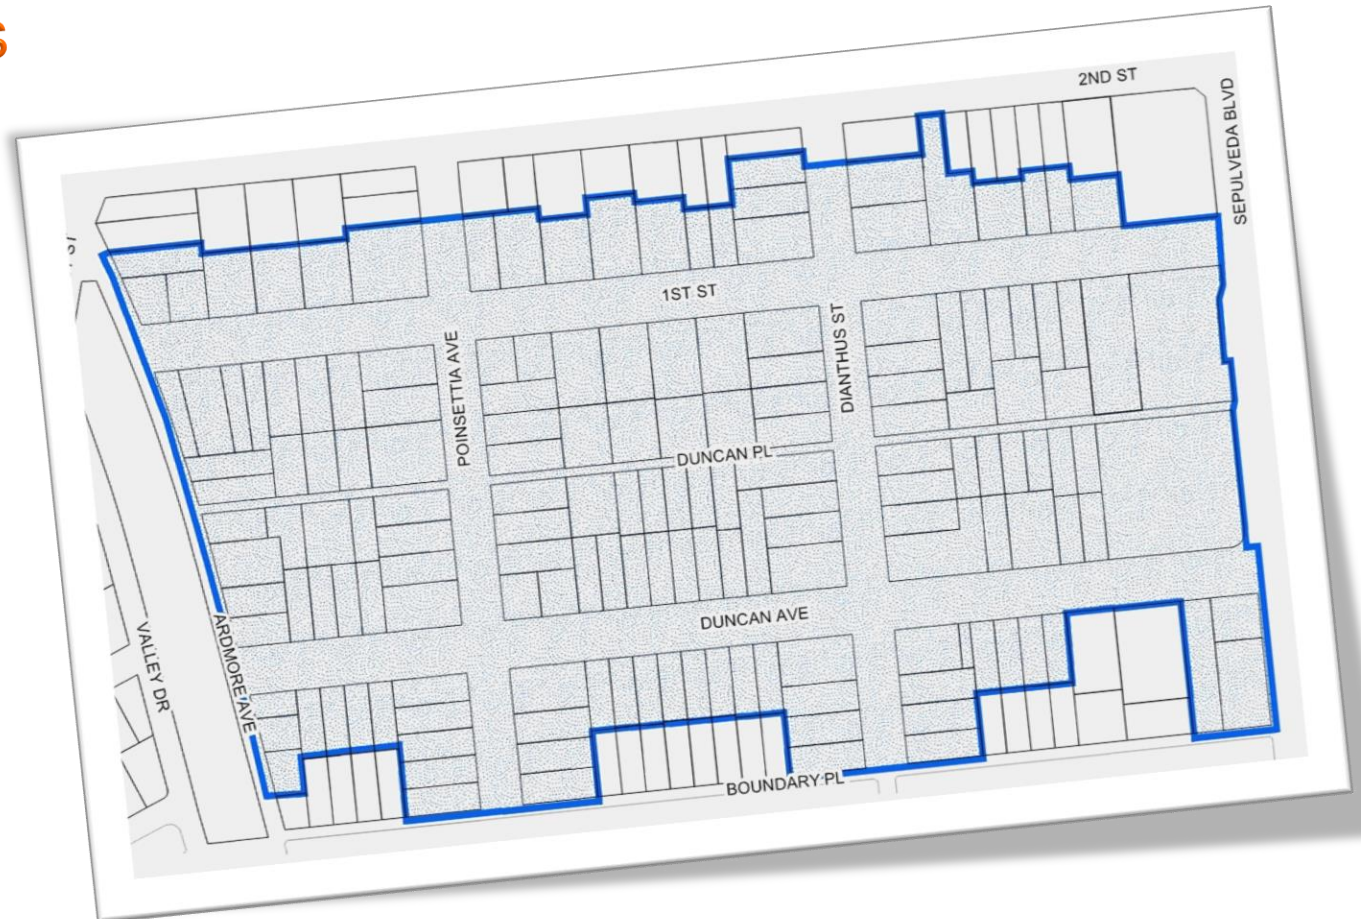 2ND ST
SEPULVEDA BLVD
1ST ST
POINSETTIA AVE
DIANTHUS ST
DUNCAN PL
DUNCAN AVE
VALLEY DR
ARDMORE AVE
BOUNDARY PL